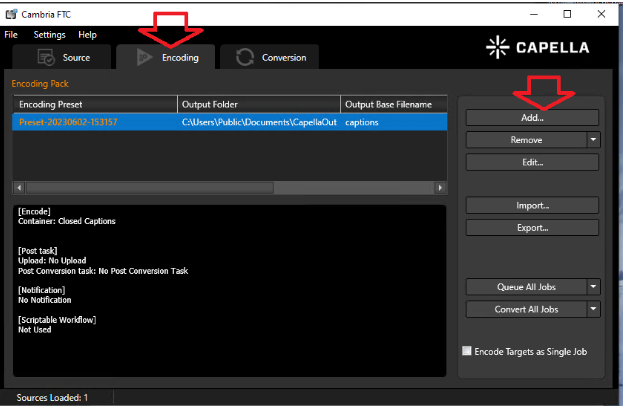 Cambria FTC
File Settings Help
Source Encoding Conversion
CAPELLA
Encoding Pack
Encoding Preset Output Folder Output Base Filename
Preset-20230602-153157 C:\Users\Public\Documents\CapellaOut captions
Add...
Remove
Edit...
Import...
Export...
Queue All Jobs
Convert All Jobs
Encode Targets as Single Job
[Encode]
Container: Closed Captions
[Post task]
Upload: No Upload
Post Conversion task: No Post Conversion Task
[Notification]
No Notification
[Scriptable Workflow]
Not Used
Sources Loaded: 1